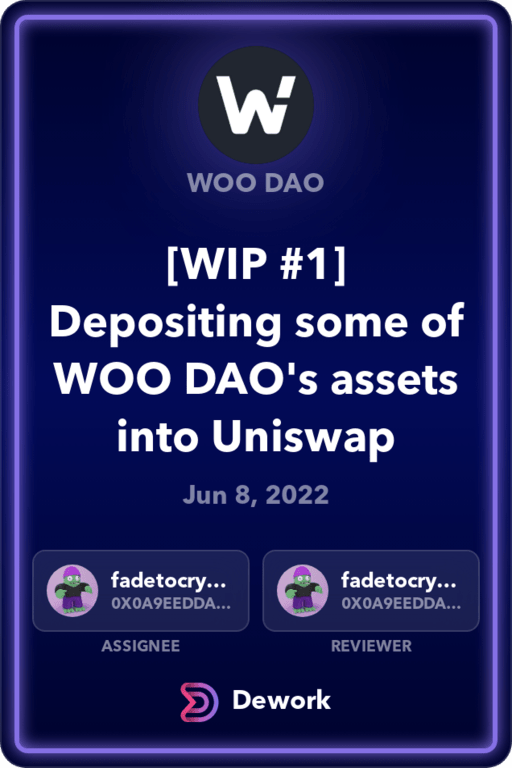 WOO DAO
[WIP #1]
Depositing some of
WOO DAO's assets
into Uniswap
Jun 8, 2022
fadetocry...
0X0A9EEDDA...
ASSIGNEE
fadetocry...
0X0A9EEDDA...
REVIEWER
Dework